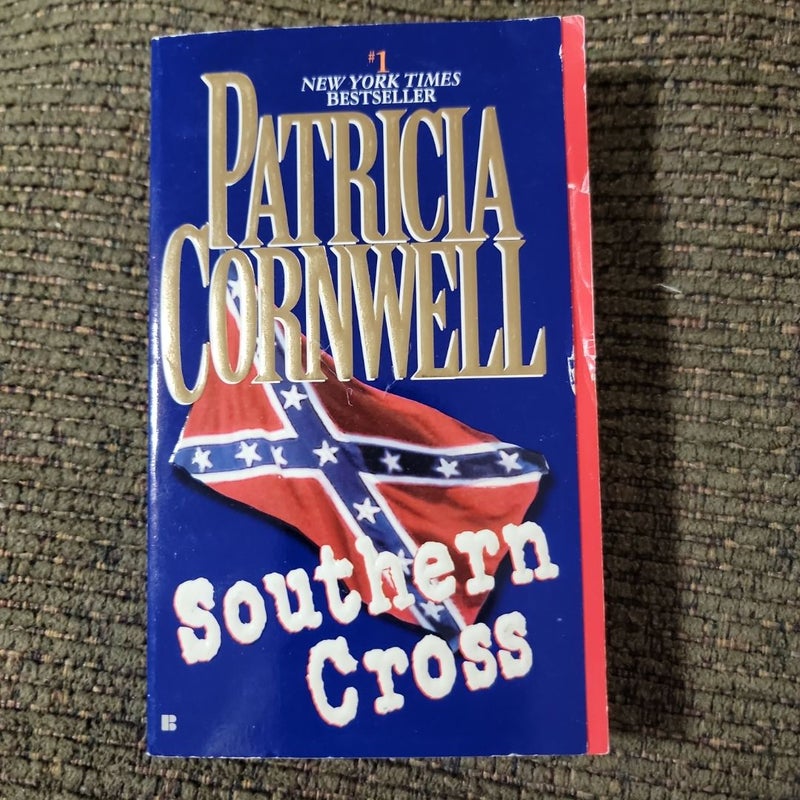 #1
NEW YORK TIMES
BESTSELLER
PATRICIA
CORNWELL
Southern
Cross
B